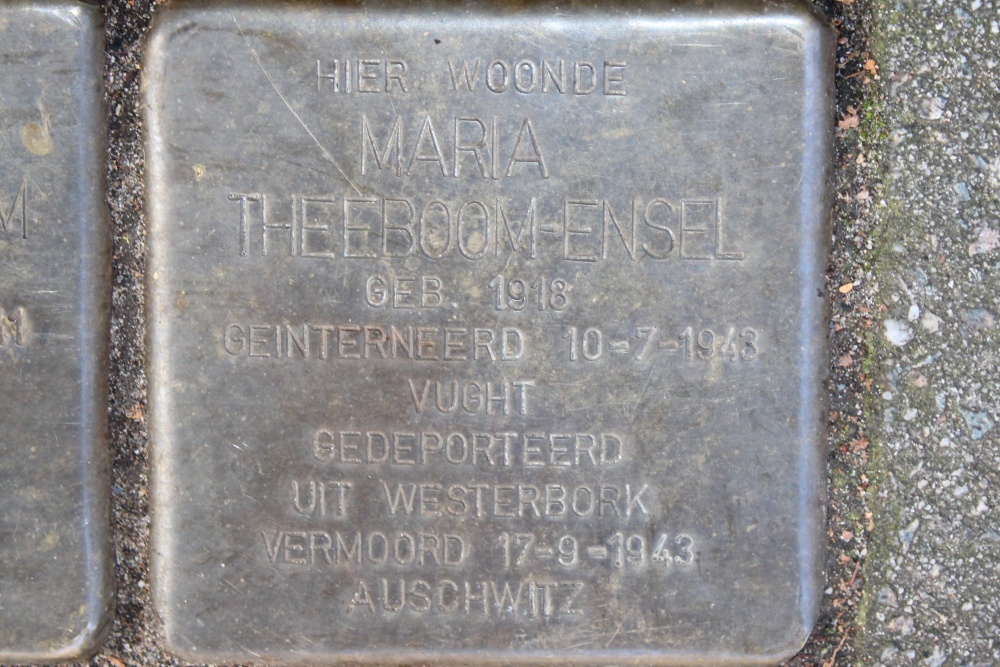 HIER WOONDE
MARIA
THEEBOOM-ENSEL
GEB. 1918
GEÏNTERNEERD 10-7-1943
VUGHT
GEDEPORTEERD
UIT WESTERBORK
VERMOORD 17-9-1943
AUSCHWITZ
M